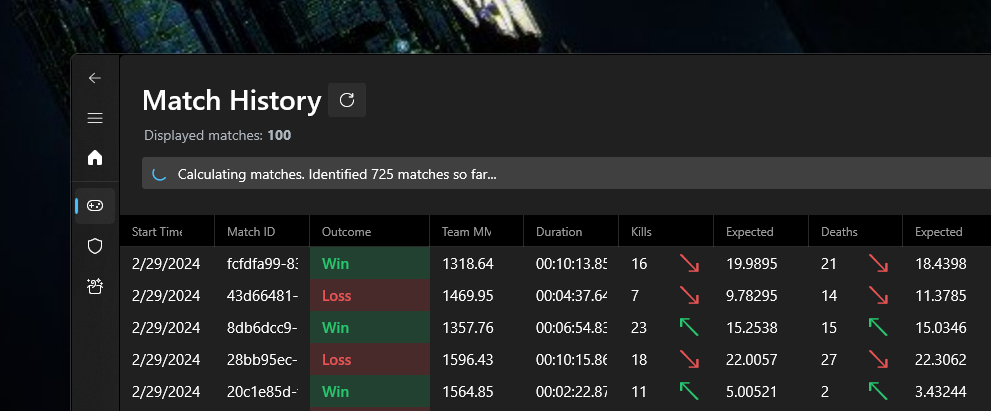 Match History
Displayed matches: 100
Calculating matches. Identified 725 matches so far...
Start Time Match ID Outcome Team MM Duration Kills Expected Deaths Expected
2/29/2024 fcfdfa99-83 Win 1318.64 00:10:13.85 16 19.9895 21 18.4398
2/29/2024 43d66481- Loss 1469.95 00:04:37.64 7 9.78295 14 11.3785
2/29/2024 8db6dcc9- Win 1357.76 00:06:54.83 23 15.2538 15 15.0346
2/29/2024 28bb95ec- Loss 1596.43 00:10:15.86 18 22.0057 27 22.3062
2/29/2024 20c1e85d- Win 1564.85 00:02:22.87 11 5.00521 2 3.43244